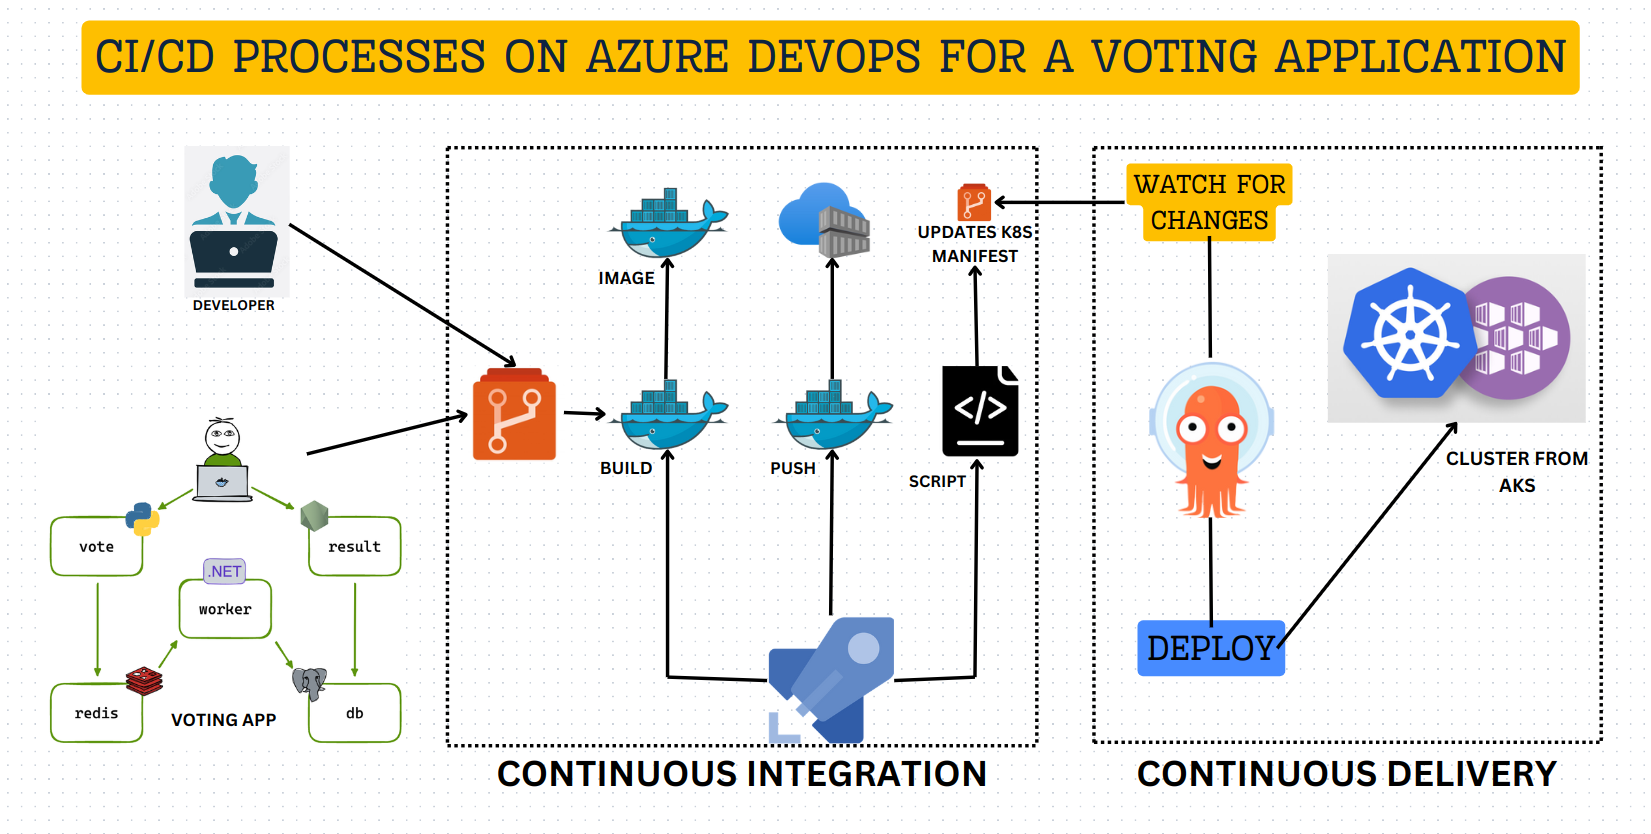 CI/CD PROCESSES ON AZURE DEVOPS FOR A VOTING APPLICATION
DEVELOPER
vote
result
.NET
worker
redis
VOTING APP
db
IMAGE
UPDATES K8S
MANIFEST
BUILD
PUSH
</>
SCRIPT
CONTINUOUS INTEGRATION
WATCH FOR
CHANGES
CLUSTER FROM
AKS
DEPLOY
CONTINUOUS DELIVERY